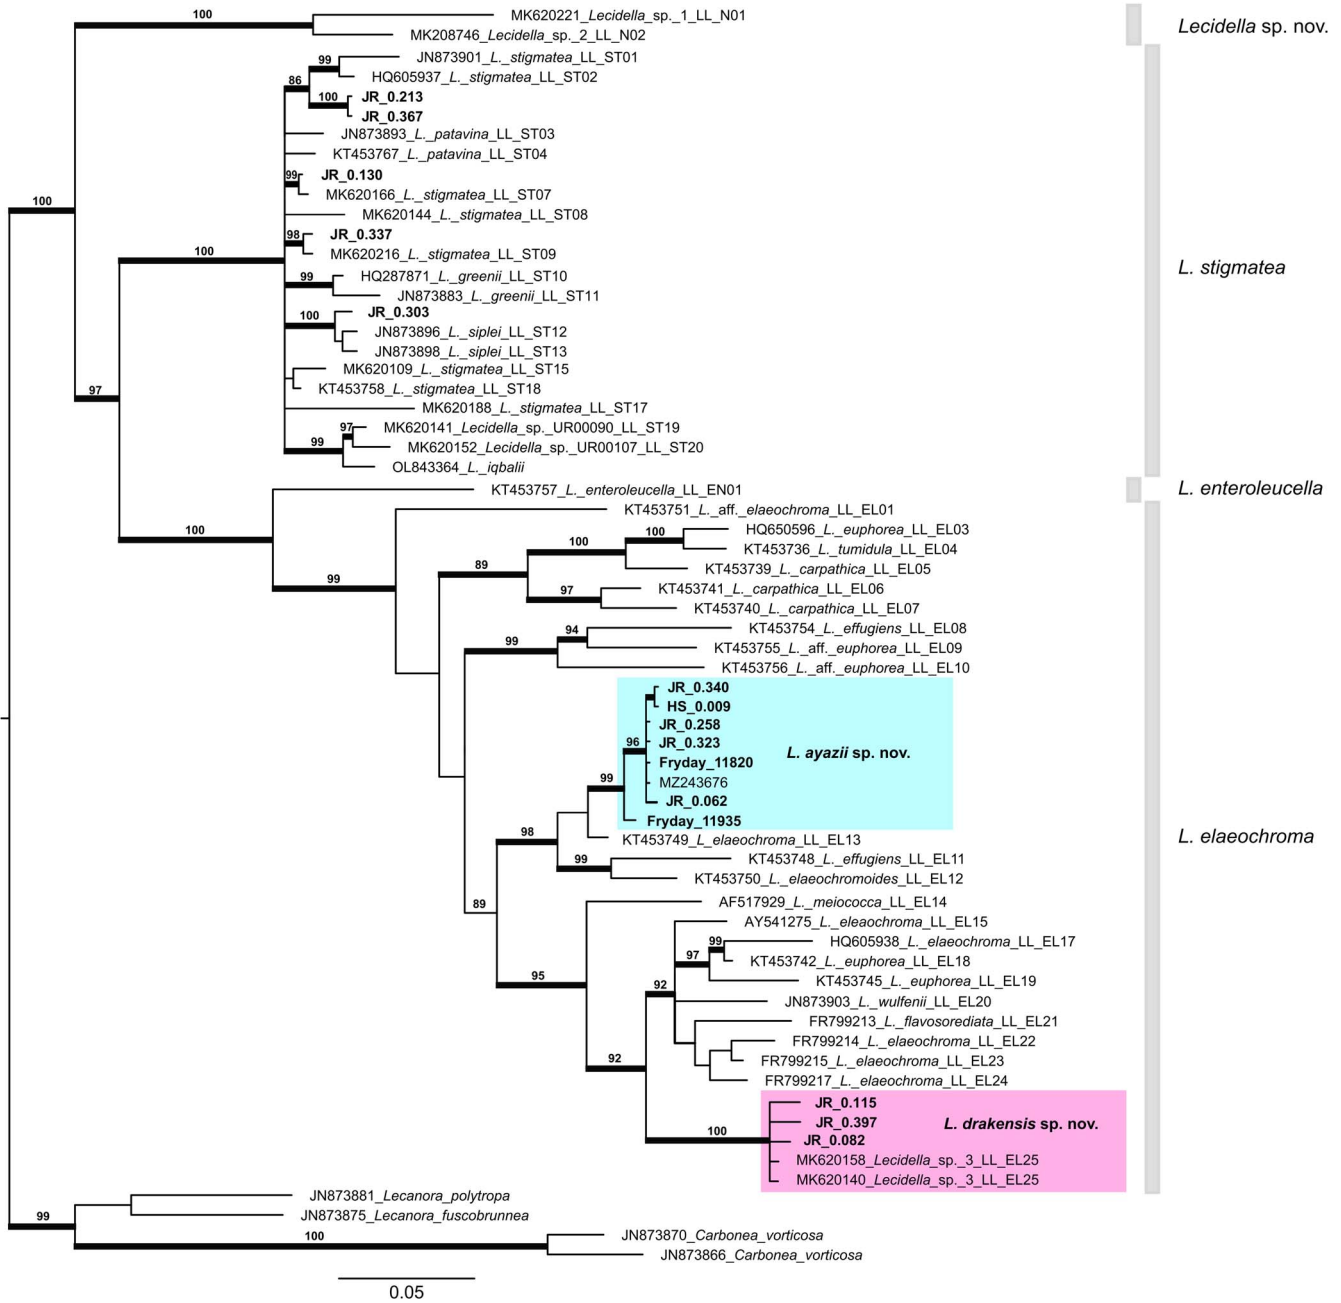 100
MK620221_Lecidella_sp._1_LL_N01
MK208746_Lecidella_sp._2_LL_N02
Lecidella sp. nov.
99
JN873901_L._stigmatea_LL_ST01
86
HQ605937_L._stigmatea_LL_ST02
100
JR_0.213
JR_0.367
JN873893_L._patavina_LL_ST03
KT453767_L._patavina_LL_ST04
99
JR_0.130
MK620166_L._stigmatea_LL_ST07
100
MK620144_L._stigmatea_LL_ST08
98
JR_0.337
100
MK620216_L._stigmatea_LL_ST09
L. stigmatea
99
HQ287871_L._greenii_LL_ST10
JN873883_L._greenii_LL_ST11
100
JR_0.303
JN873896_L._siplei_LL_ST12
JN873898_L._siplei_LL_ST13
MK620109_L._stigmatea_LL_ST15
97
KT453758_L._stigmatea_LL_ST18
MK620188_L._stigmatea_LL_ST17
97
MK620141_Lecidella_sp._UR00090_LL_ST19
99
MK620152_Lecidella_sp._UR00107_LL_ST20
OL843364_L._iqbalii
KT453757_L._enteroleucella_LL_EN01
L. enteroleucella
KT453751_L._aff._elaeochroma_LL_EL01
100
100
HQ650596_L._euphorea_LL_EL03
100
KT453736_L._tumidula_LL_EL04
89
KT453739_L._carpathica_LL_EL05
99
97
KT453741_L._carpathica_LL_EL06
KT453740_L._carpathica_LL_EL07
94
KT453754_L._effugiens_LL_EL08
99
KT453755_L._aff._euphorea_LL_EL09
KT453756_L._aff._euphorea_LL_EL10
JR_0.340
HS_0.009
JR_0.258
96
JR_0.323
L. ayazii sp. nov.
Fryday_11820
99
MZ243676
JR_0.062
Fryday_11935
98
KT453749_L_elaeochroma_LL_EL13
L. elaeochroma
99
KT453748_L._effugiens_LL_EL11
KT453750_L._elaeochromoides_LL_EL12
89
AF517929_L._meiococca_LL_EL14
AY541275_L._eleaochroma_LL_EL15
99
HQ605938_L._elaeochroma_LL_EL17
97
KT453742_L._euphorea_LL_EL18
95
92
KT453745_L._euphorea_LL_EL19
JN873903_L._wulfenii_LL_EL20
FR799213_L._flavosorediata_LL_EL21
FR799214_L._elaeochroma_LL_EL22
92
FR799215_L._elaeochroma_LL_EL23
FR799217_L._elaeochroma_LL_EL24
JR_0.115
JR_0.397
L. drakensis sp. nov.
100
JR_0.082
MK620158_Lecidella_sp._3_LL_EL25
MK620140_Lecidella_sp._3_LL_EL25
JN873881_Lecanora_polytropa
99
JN873875_Lecanora_fuscobrunnea
100
JN873870_Carbonea_vorticosa
JN873866_Carbonea_vorticosa
0.05